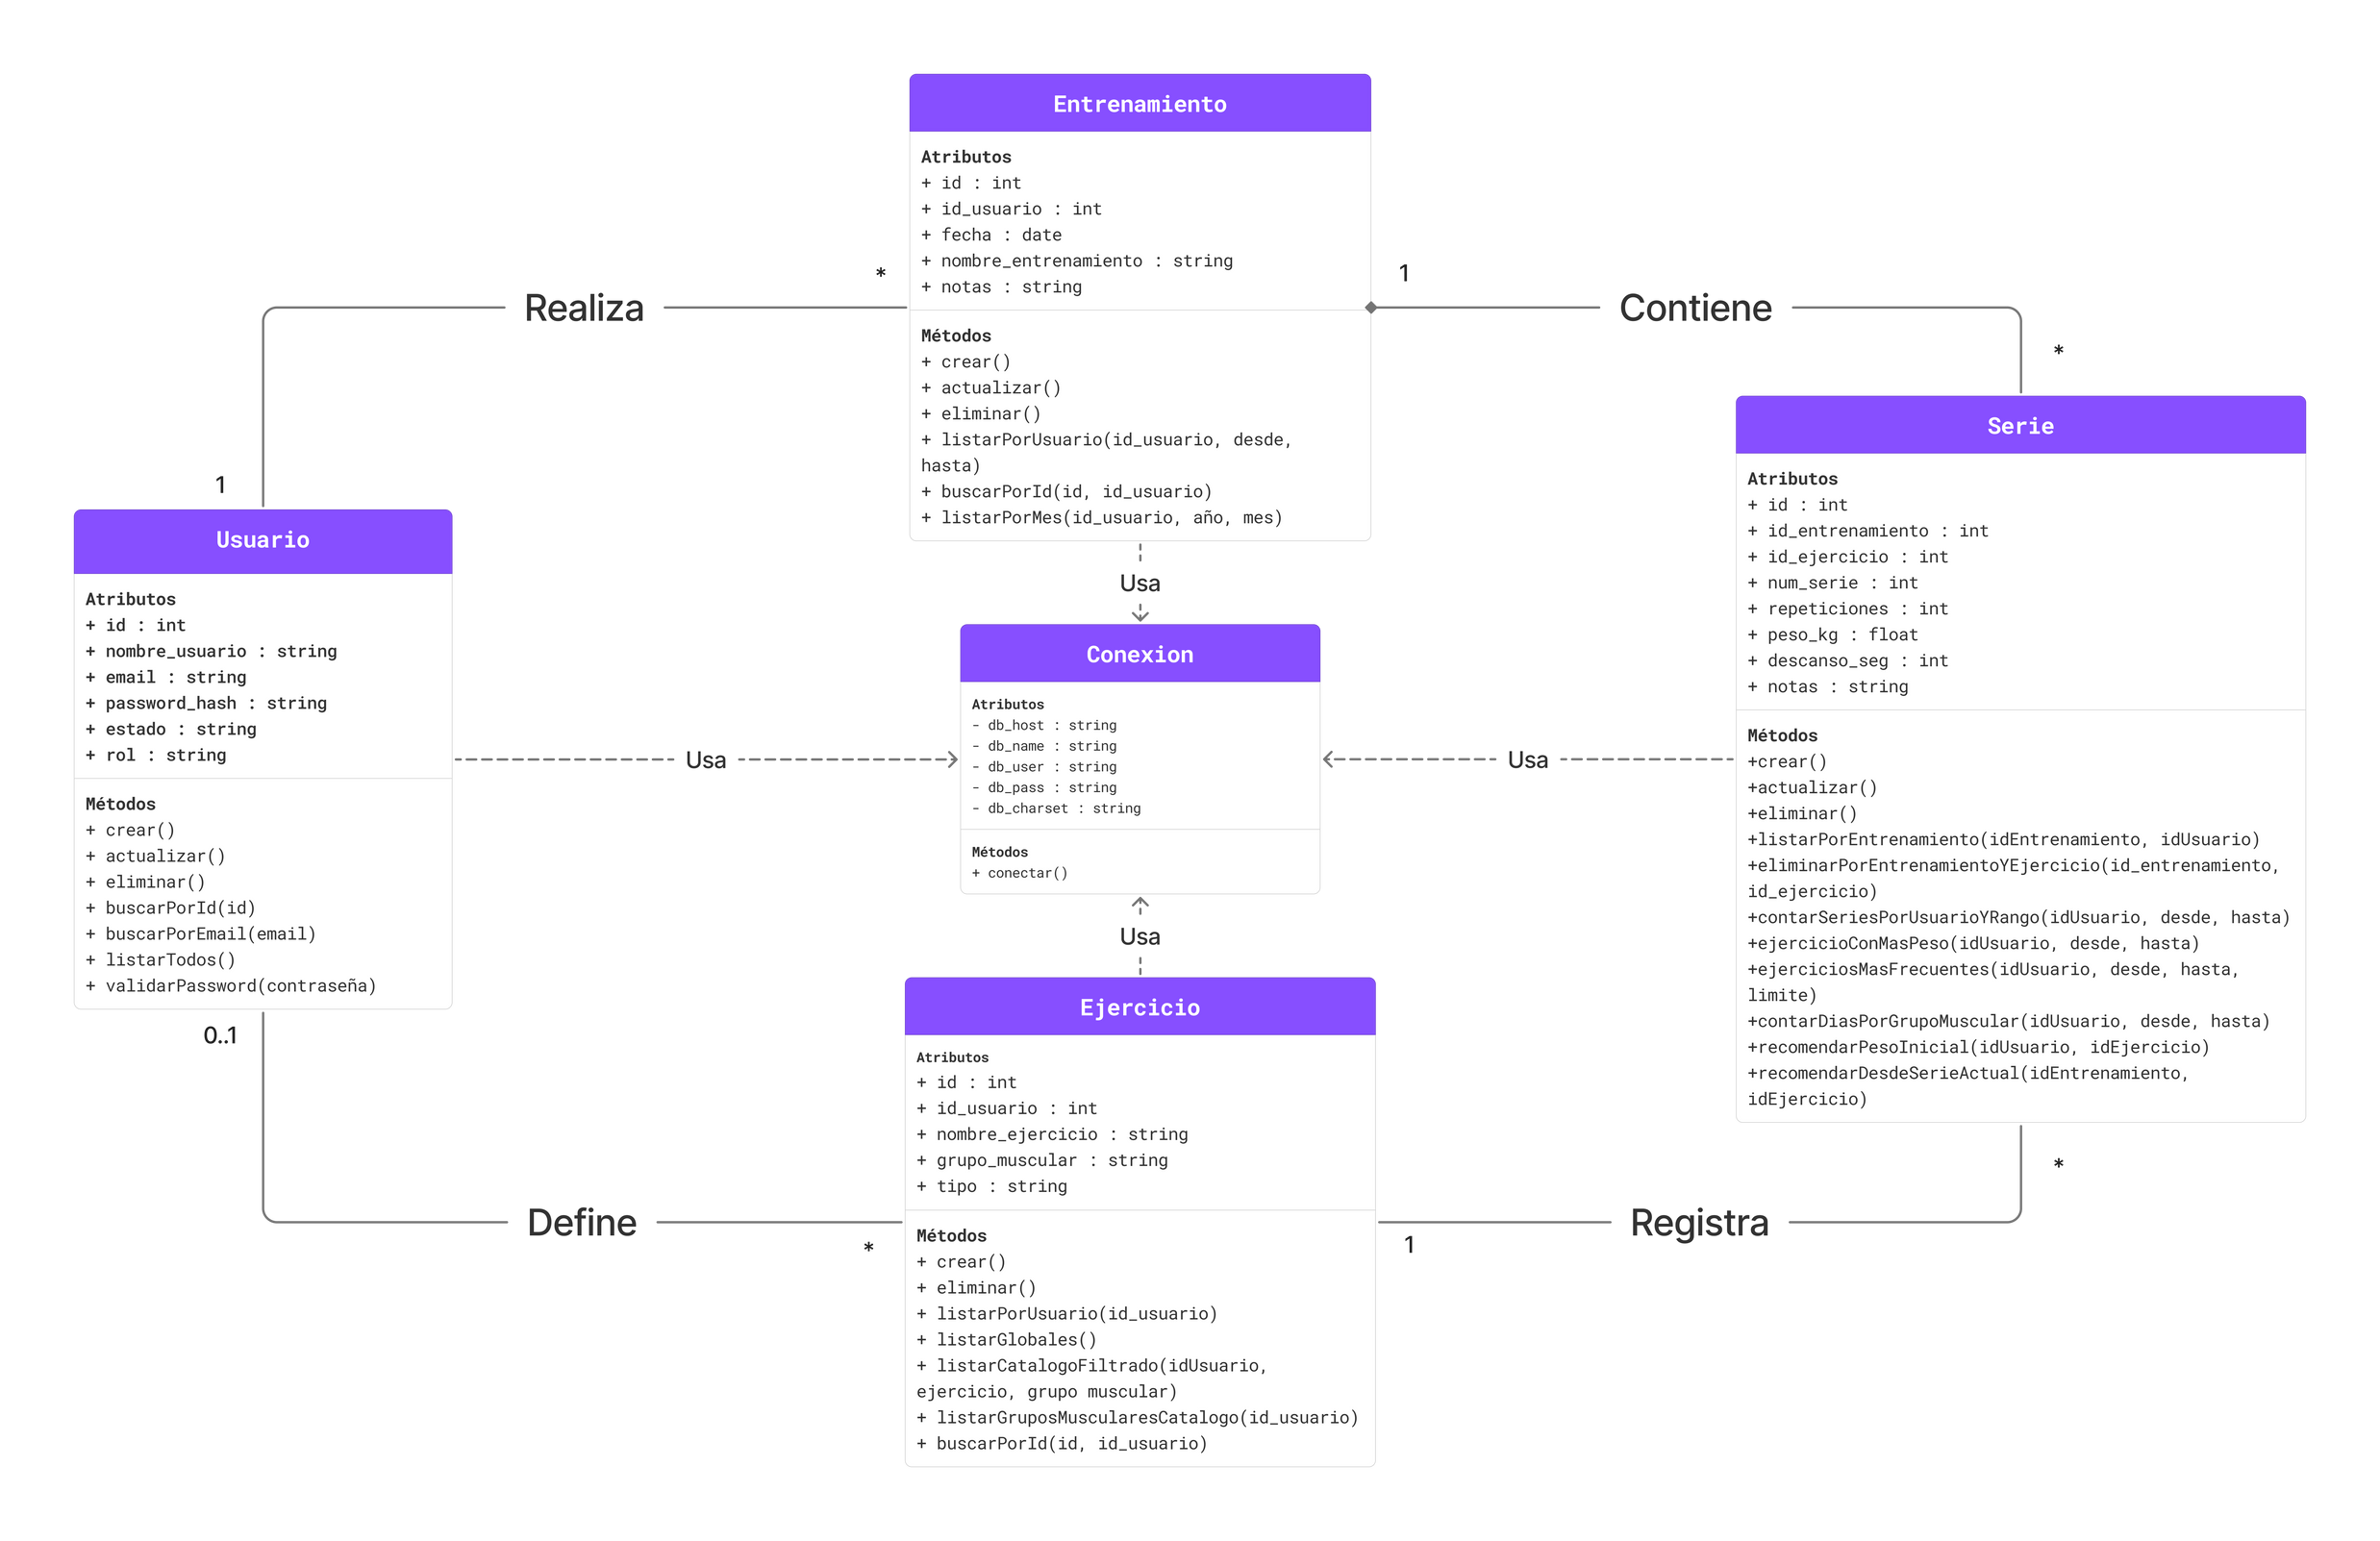 Entrenamiento
Atributos
+ id : int
+ id_usuario : int
+ fecha : date
+ nombre_entrenamiento : string
+ notas : string
Métodos
+ crear()
+ actualizar()
+ eliminar()
+ listarPorUsuario(id_usuario, desde,
hasta)
+ buscarPorId(id, id_usuario)
+ listarPorMes(id_usuario, año, mes)
*
Realiza
1
1
Contiene
*
Usuario
Atributos
+ id : int
+ nombre_usuario : string
+ email : string
+ password_hash : string
+ estado : string
+ rol : string
Métodos
+ crear()
+ actualizar()
+ eliminar()
+ buscarPorId(id)
+ buscarPorEmail(email)
+ listarTodos()
+ validarPassword(contraseña)
Usa
Usa
Conexion
Atributos
- db_host : string
- db_name : string
- db_user : string
- db_pass : string
- db_charset : string
Métodos
+ conectar()
Usa
Usa
Serie
Atributos
+ id : int
+ id_entrenamiento : int
+ id_ejercicio : int
+ num_serie : int
+ repeticiones : int
+ peso_kg : float
+ descanso_seg : int
+ notas : string
Métodos
+crear()
+actualizar()
+eliminar()
+listarPorEntrenamiento(idEntrenamiento, idUsuario)
+eliminarPorEntrenamientoYEjercicio(id_entrenamiento,
id_ejercicio)
+contarSeriesPorUsuarioYRango(idUsuario, desde, hasta)
+ejercicioConMasPeso(idUsuario, desde, hasta)
+ejerciciosMasFrecuentes(idUsuario, desde, hasta,
limite)
+contarDiasPorGrupoMuscular(idUsuario, desde, hasta)
+recomendarPesoInicial(idUsuario, idEjercicio)
+recomendarDesdeSerieActual(idEntrenamiento,
idEjercicio)
0..1
Define
*
Ejercicio
Atributos
+ id : int
+ id_usuario : int
+ nombre_ejercicio : string
+ grupo_muscular : string
+ tipo : string
Métodos
+ crear()
+ eliminar()
+ listarPorUsuario(id_usuario)
+ listarGlobales()
+ listarCatalogoFiltrado(idUsuario,
ejercicio, grupo muscular)
+ listarGruposMuscularesCatalogo(id_usuario)
+ buscarPorId(id, id_usuario)
1
Registra
*